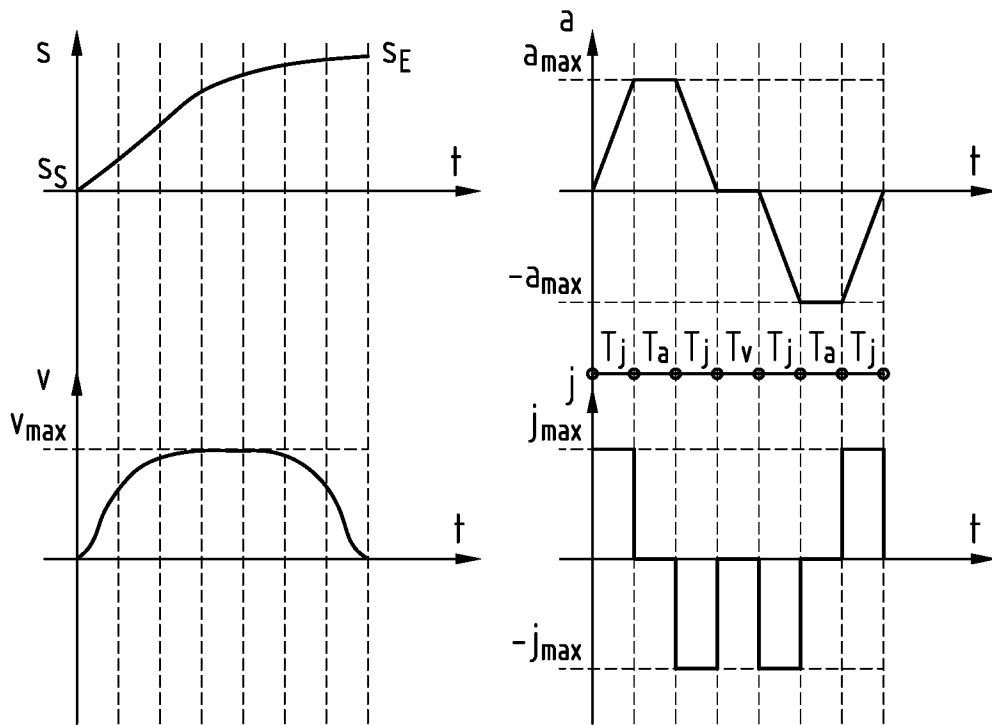 s
s_E
s_S
t
v
v_max
t
a
a_max
t
-a_max
T_j T_a T_j T_v T_j T_a T_j
j
j_max
t
-j_max